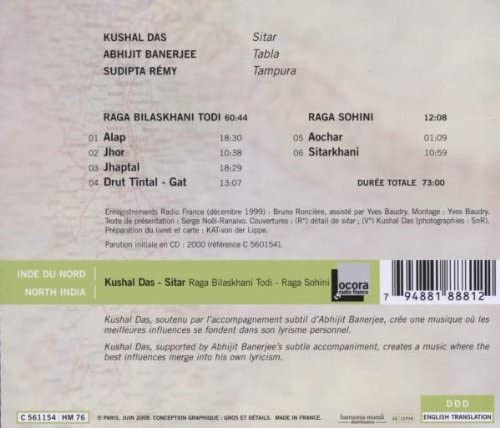 KUSHAL DAS Sitar
ABHIJIT BANERJEE Tabla
SUDIPTA RÉMY Tampura
RAGA BILASKHANI TODI 60:44
01 Alap 18:30
02 Jhor 10:38
03 Jhaptal 18:29
04 Drut Tintal - Gat 13:07
RAGA SOHINI 12:08
05 Aochar 01:09
06 Sitarkhani 10:59
DURÉE TOTALE 73:00
Enregistrements Radio France (décembre 1999) : Bruno Roncière, assisté par Yves Baudry. Montage : Yves Baudry.
Texte de présentation : Serge Noël-Ranaivo. Couvertures : (R°) détail de sitar ; (V°) Kushal Das (photographies - SnR).
Préparation du livret et carte : KAT-von der Lippe.
Parution initiale en CD : 2000 (référence C 560154).
INDE DU NORD
NORTH INDIA
Kushal Das - Sitar Raga Bilaskhani Todi - Raga Sohini
ocora
radio france
7 94881 88812
Kushal Das, soutenu par l'accompagnement subtil d'Abhijit Banerjee, crée une musique où les
meilleures influences se fondent dans son lyrisme personnel.
Kushal Das, supported by Abhijit Banerjee's subtle accompaniment, creates a music where the
best influences merge into his own lyricism.
C 561154 HM 76
© PARIS, JUIN 2008. CONCEPTION GRAPHIQUE : GROS ET DÉTAILS. MADE IN FRANCE.
harmonia mundi
distribution
DDD
ENGLISH TRANSLATION